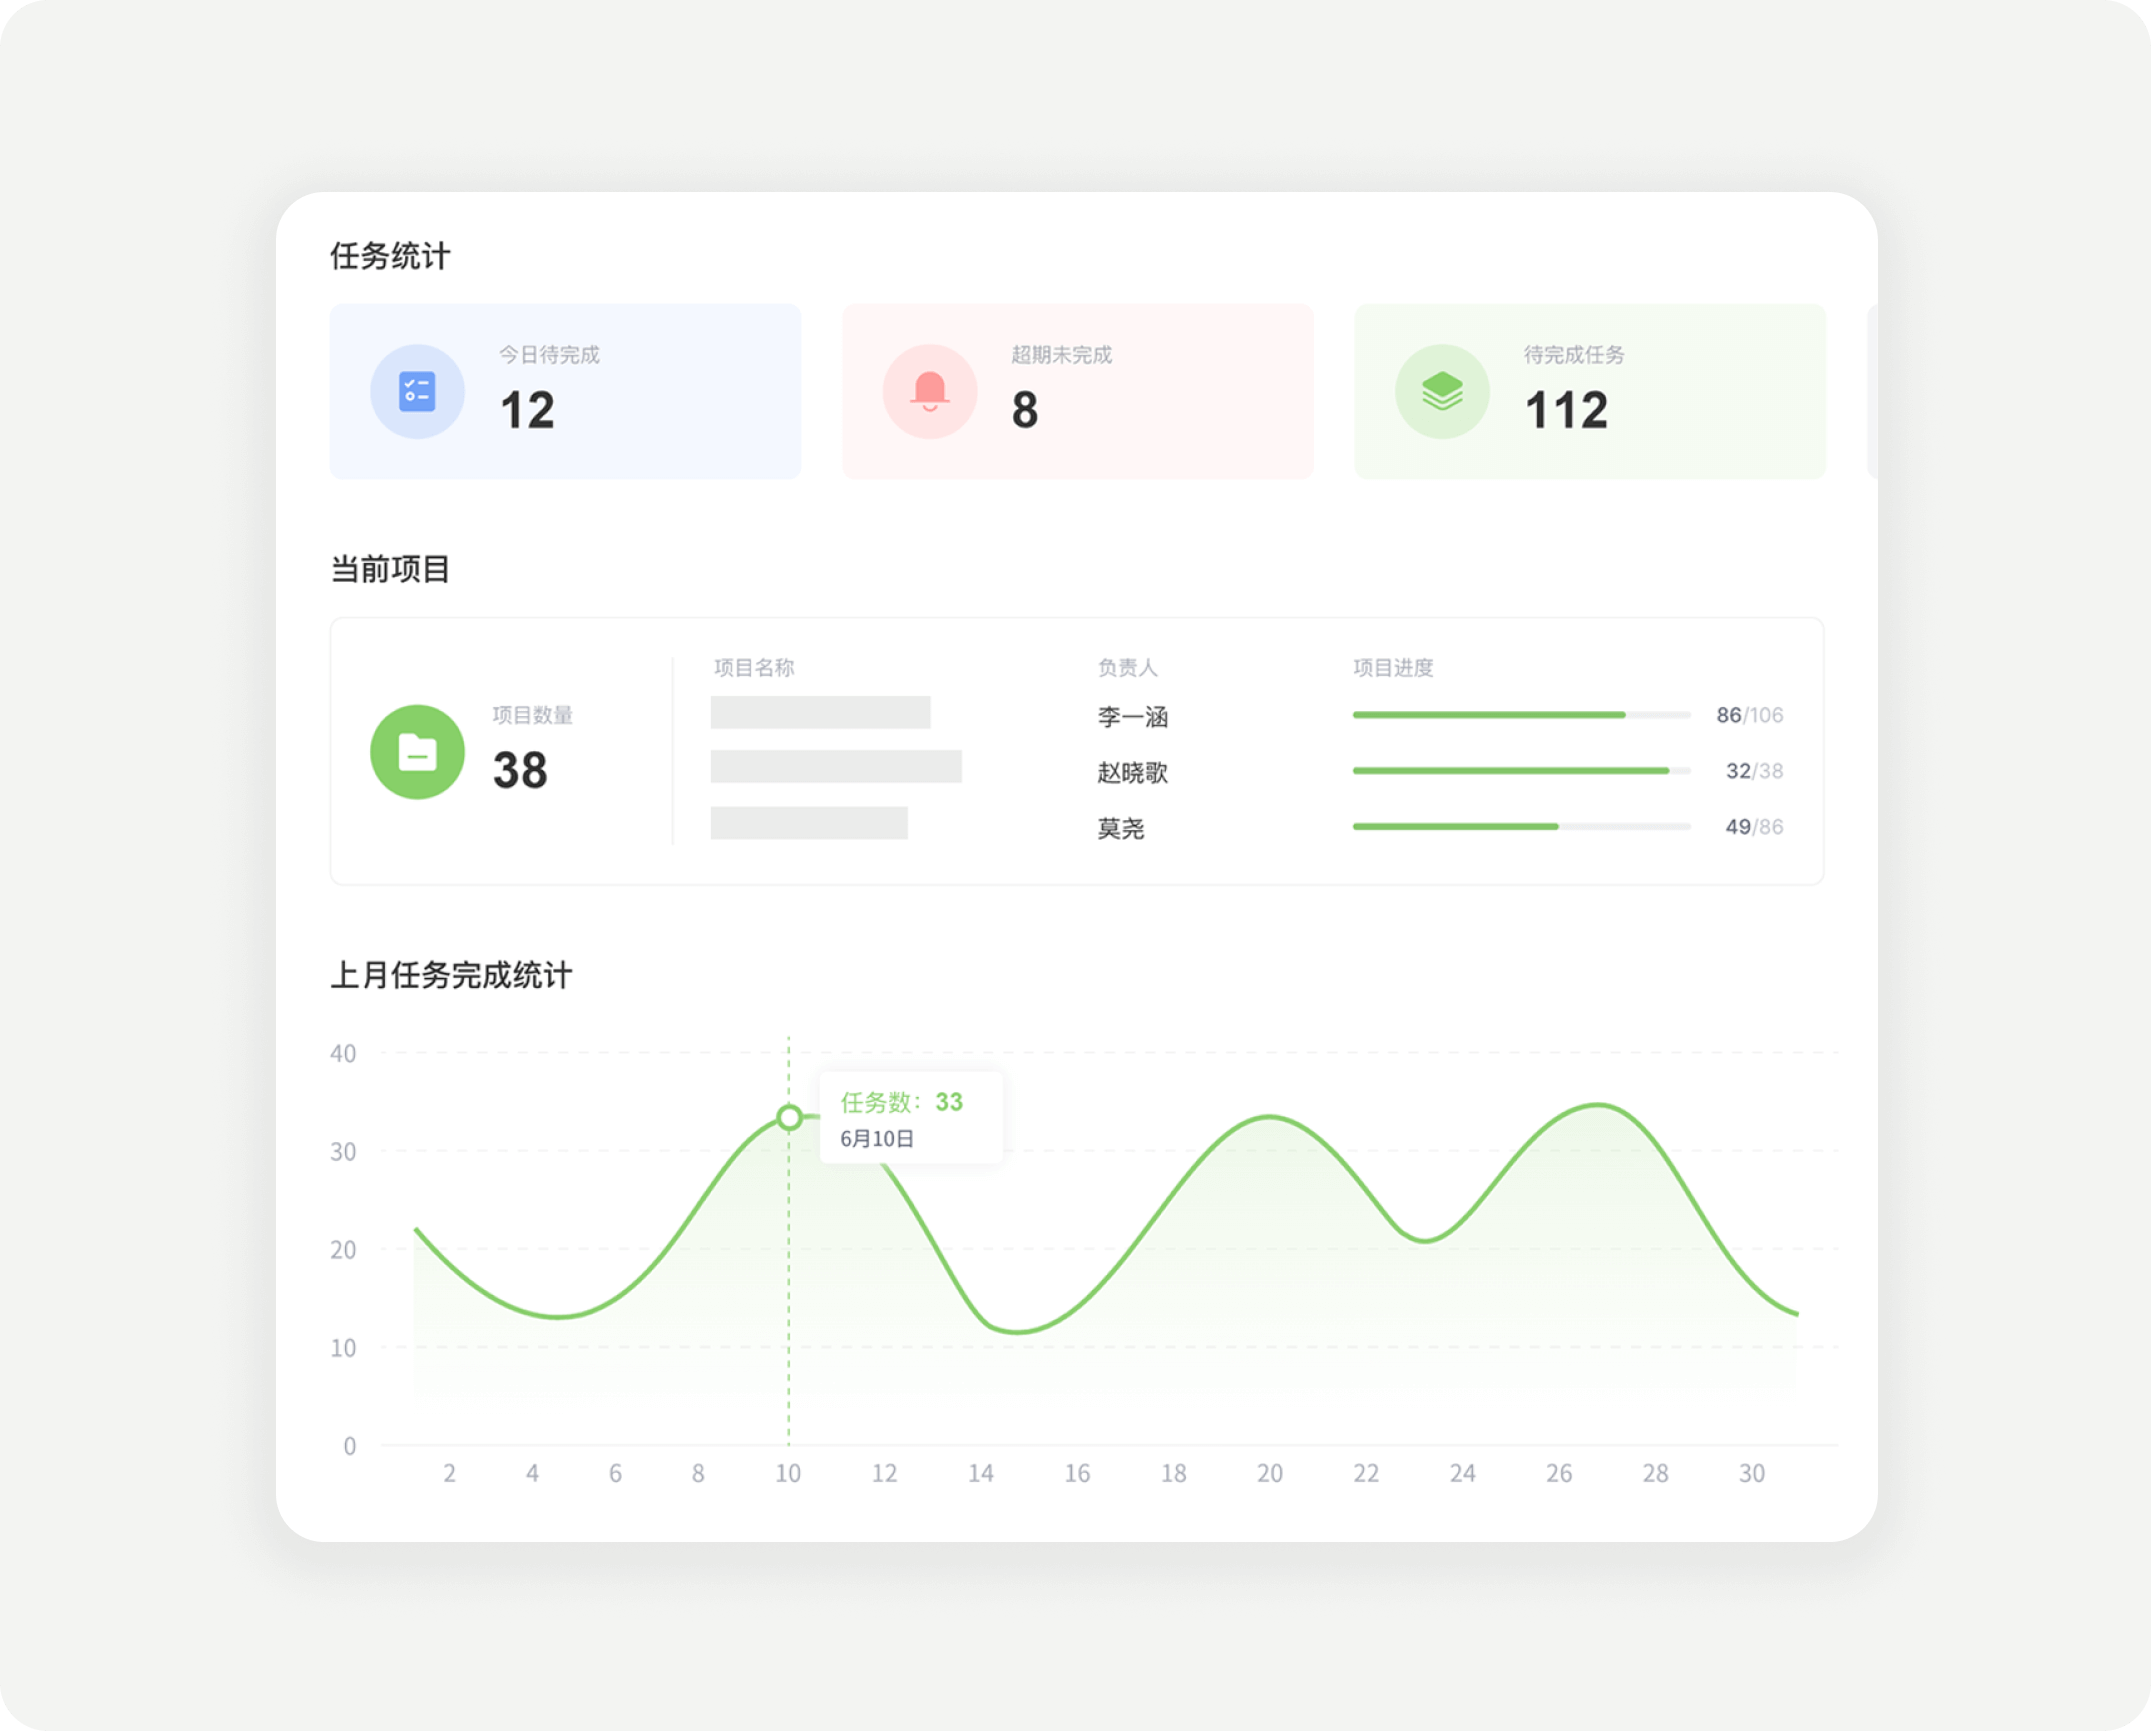 任务统计
今日待完成
12
超期未完成
8
待完成任务
112
当前项目
项目数量
38
项目名称 负责人 项目进度
李一涵 86/106
赵晓歌 32/38
莫尧 49/86
上月任务完成统计
40
30
20
10
0
任务数：33
6月10日
2 4 6 8 10 12 14 16 18 20 22 24 26 28 30